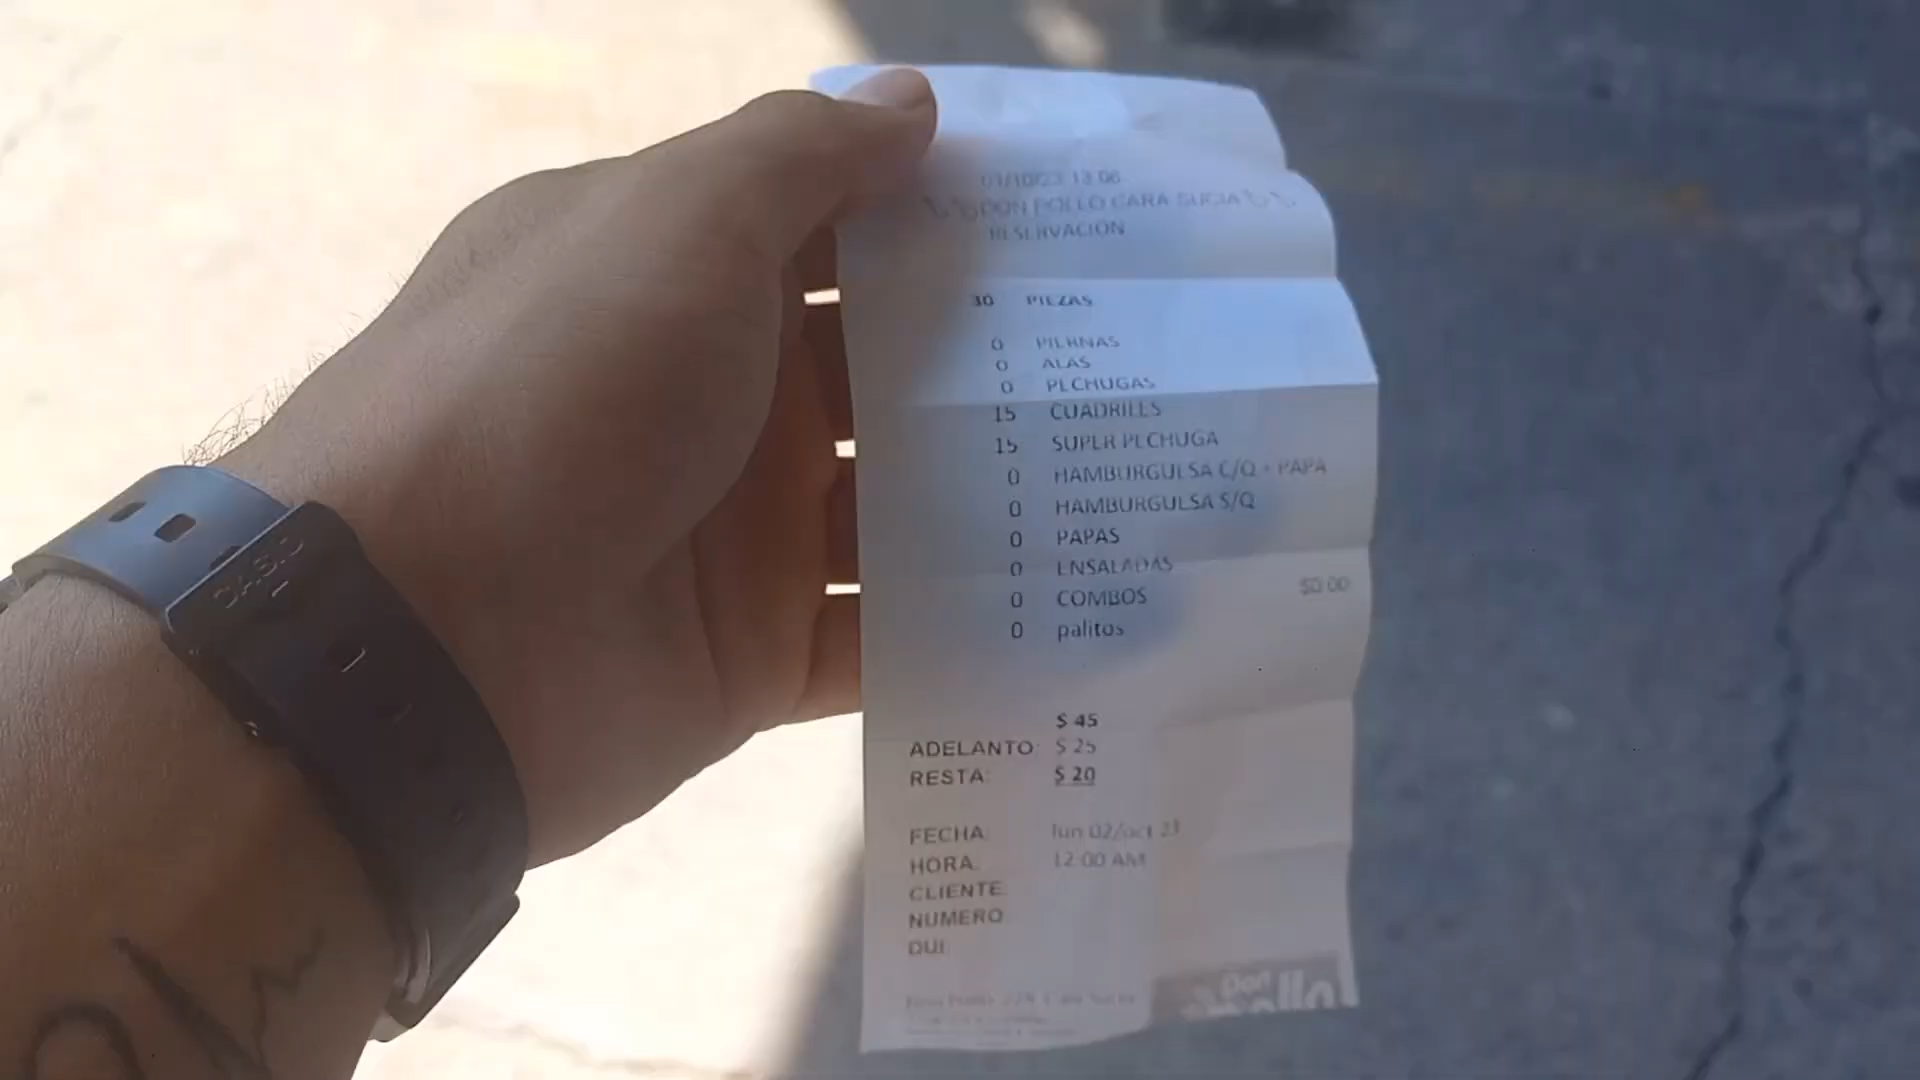 01/10/23 13:06
DON POLLO CARA SUCIA
RESERVACION
30 PIEZAS
0 PIERNAS
0 ALAS
0 PECHUGAS
15 CUADRILES
15 SUPER PECHUGA
0 HAMBURGUESA C/Q + PAPA
0 HAMBURGUESA S/Q
0 PAPAS
0 ENSALADAS
0 COMBOS $0.00
0 palitos
$ 45
ADELANTO: $ 25
RESTA: $ 20
FECHA: lun 02/oct 23
HORA: 12:00 AM
CLIENTE:
NUMERO:
DUI:
Don
Pollo